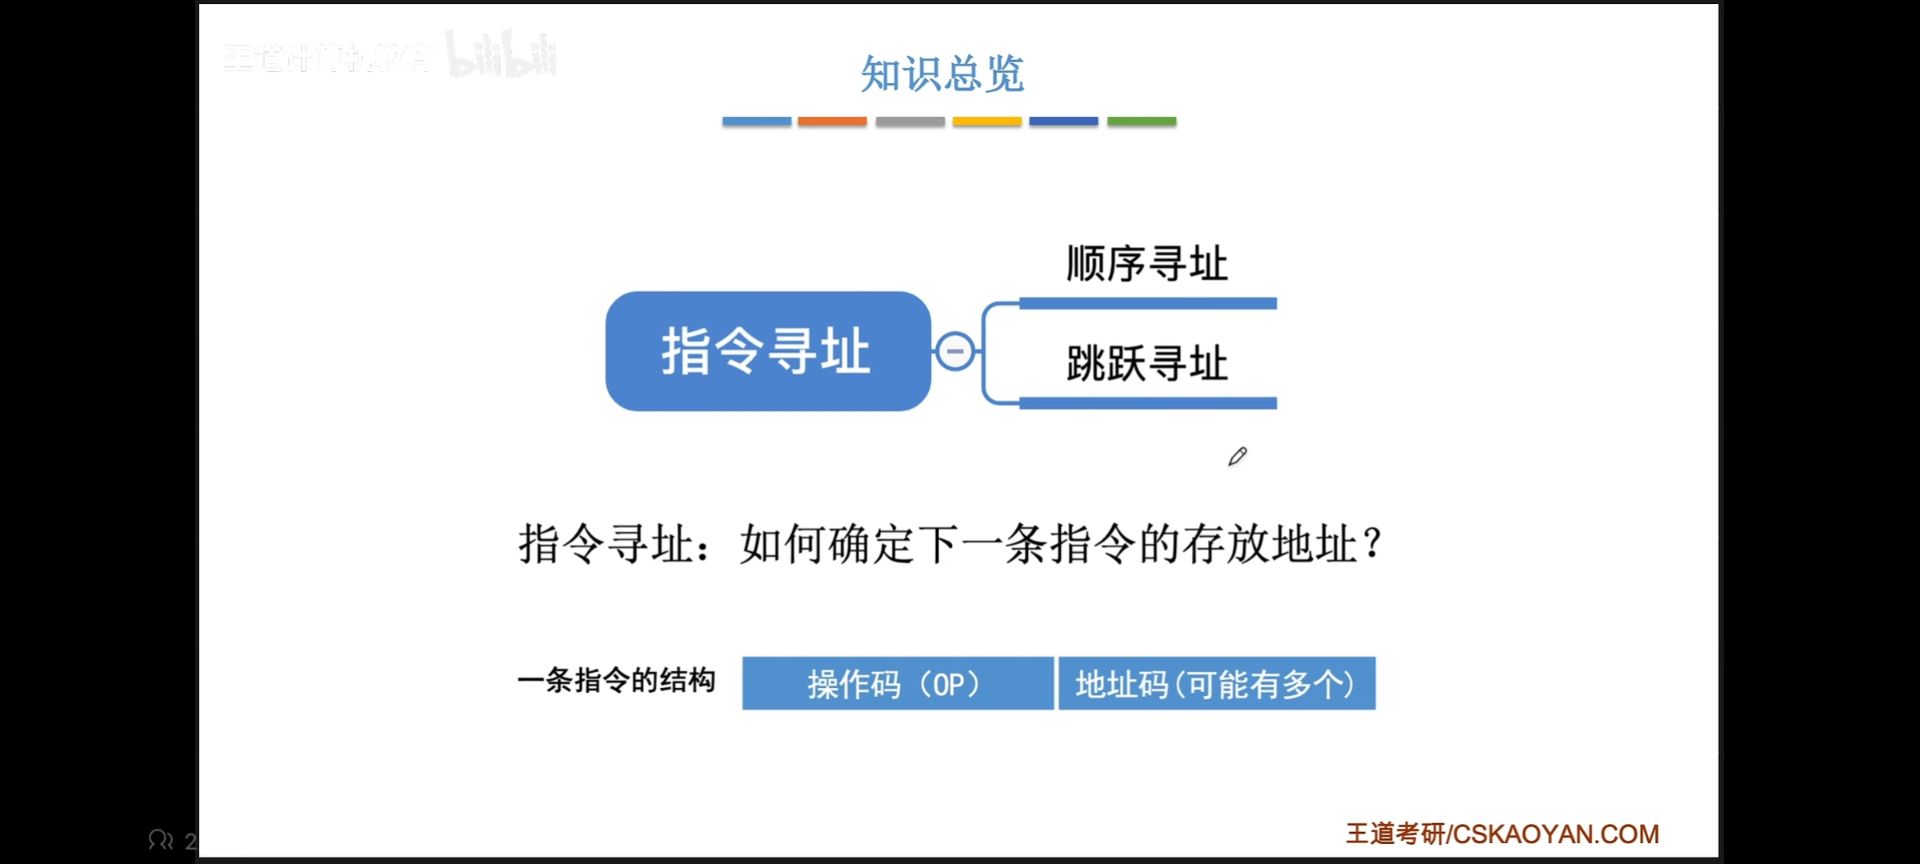 王道计算机教育 bilibili
知识总览
顺序寻址
指令寻址
跳跃寻址
指令寻址：如何确定下一条指令的存放地址？
一条指令的结构 操作码（OP） 地址码(可能有多个)
王道考研/CSKAOYAN.COM
2